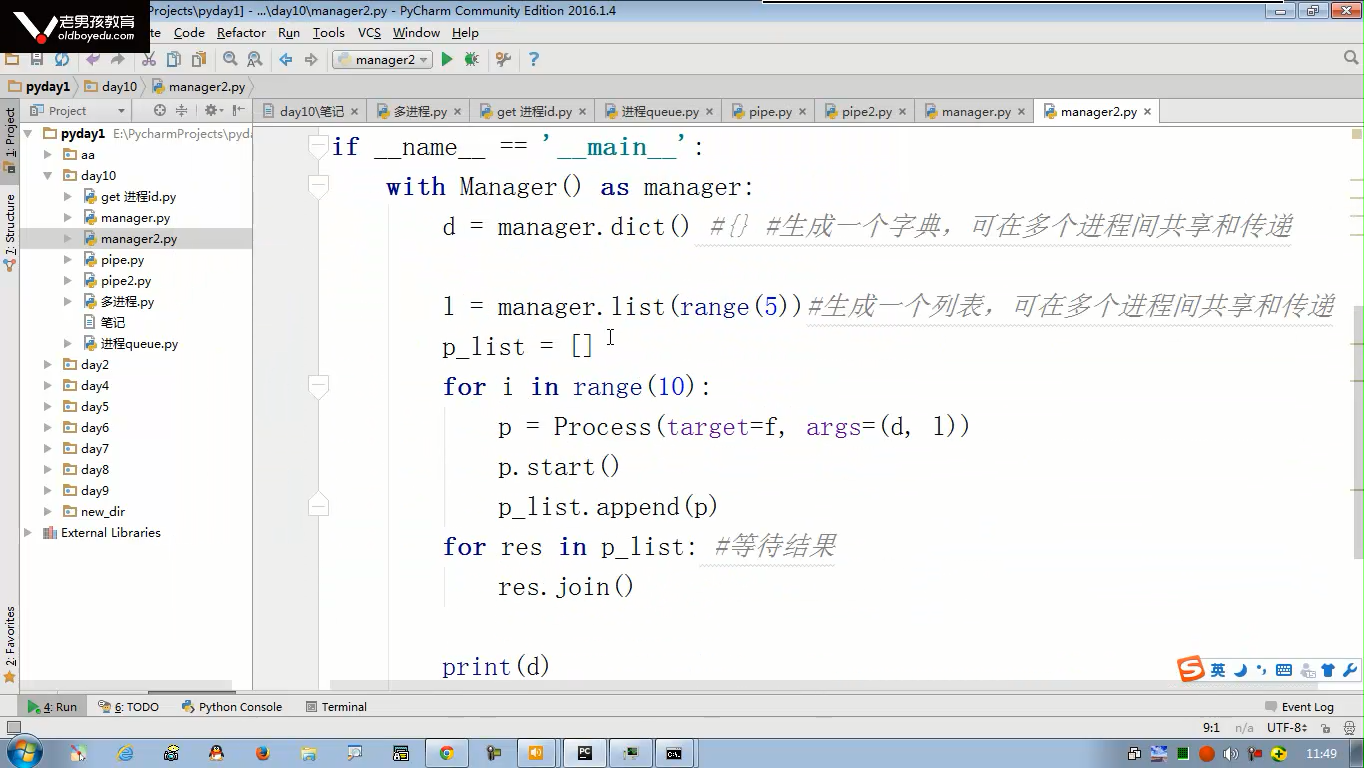 老男孩教育
oldboyedu.com
Projects\pyday1] - ...\day10\manager2.py - PyCharm Community Edition 2016.1.4
Code Refactor Run Tools VCS Window Help
manager2
pyday1 day10 manager2.py
Project
day10\笔记 多进程.py get 进程id.py 进程queue.py pipe.py pipe2.py manager.py manager2.py
1: Project
7: Structure
2: Favorites
pyday1 E:\PycharmProjects\pyd
aa
day10
get 进程id.py
manager.py
manager2.py
pipe.py
pipe2.py
多进程.py
笔记
进程queue.py
day2
day4
day5
day6
day7
day8
day9
new_dir
External Libraries
if __name__ == '__main__':
with Manager() as manager:
d = manager.dict() #{} #生成一个字典，可在多个进程间共享和传递
l = manager.list(range(5))#生成一个列表，可在多个进程间共享和传递
p_list = []
for i in range(10):
p = Process(target=f, args=(d, l))
p.start()
p_list.append(p)
for res in p_list: #等待结果
res.join()
print(d)
英
4: Run 6: TODO Python Console Terminal Event Log
9:1 n/a UTF-8
11:49